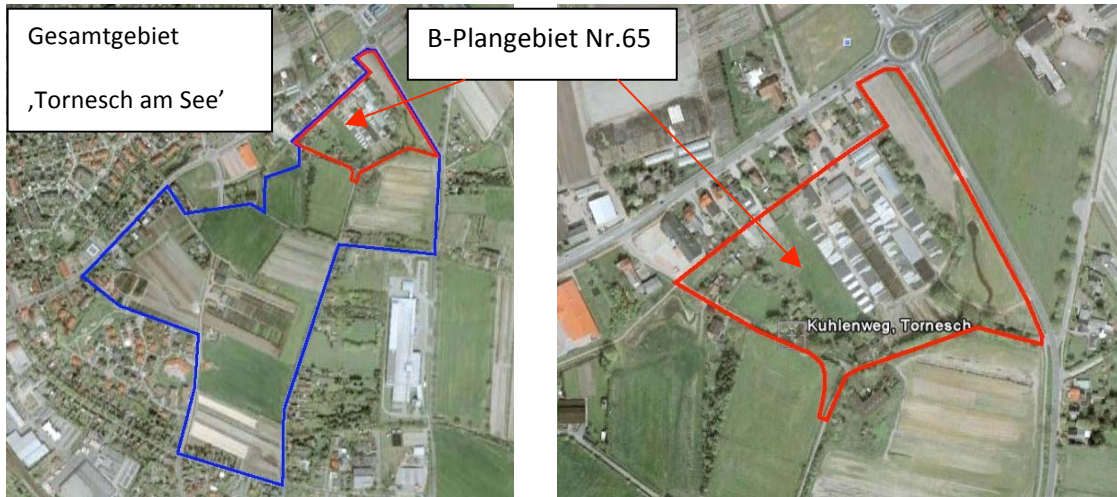 Gesamtgebiet
‚Tornesch am See’
B-Plangebiet Nr.65
Kuhlenweg, Tornesch